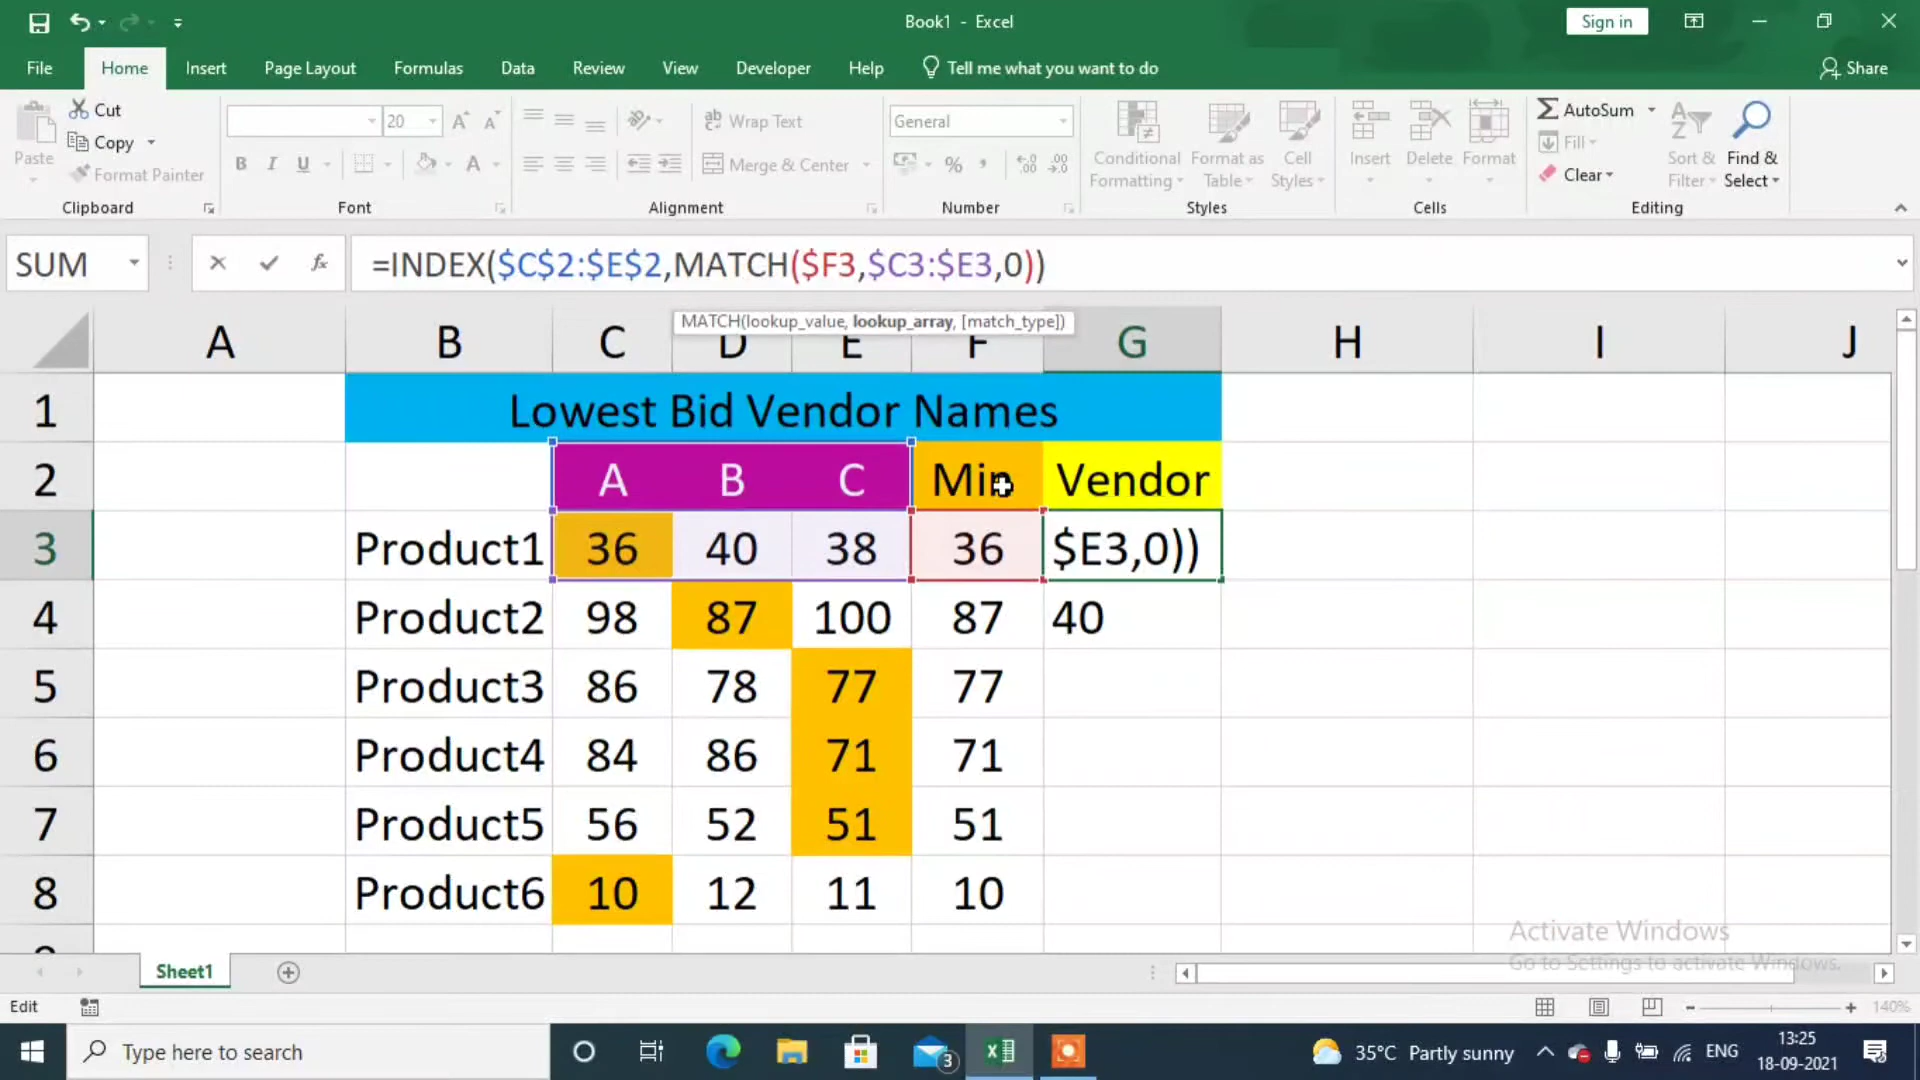 Book1 - Excel
Sign in
File Home Insert Page Layout Formulas Data Review View Developer Help Tell me what you want to do Share
Paste
Cut
Copy
Format Painter
Clipboard
20
B I U A
Font
Wrap Text
Merge & Center
Alignment
General
%
Number
Conditional Formatting
Format as Table
Cell Styles
Styles
Insert
Delete
Format
Cells
AutoSum
Fill
Clear
Sort & Filter
Find & Select
Editing
SUM
fx
=INDEX($C$2:$E$2,MATCH($F3,$C3:$E3,0))
MATCH(lookup_value, lookup_array, [match_type])
A B C D E F G H I J
1 Lowest Bid Vendor Names
2 A B C Min Vendor
3 Product1 36 40 38 36 $E3,0))
4 Product2 98 87 100 87 40
5 Product3 86 78 77 77
6 Product4 84 86 71 71
7 Product5 56 52 51 51
8 Product6 10 12 11 10
Activate Windows
Go to Settings to activate Windows.
Sheet1
Edit
140%
Type here to search
3
35°C Partly sunny
ENG
13:25
18-09-2021